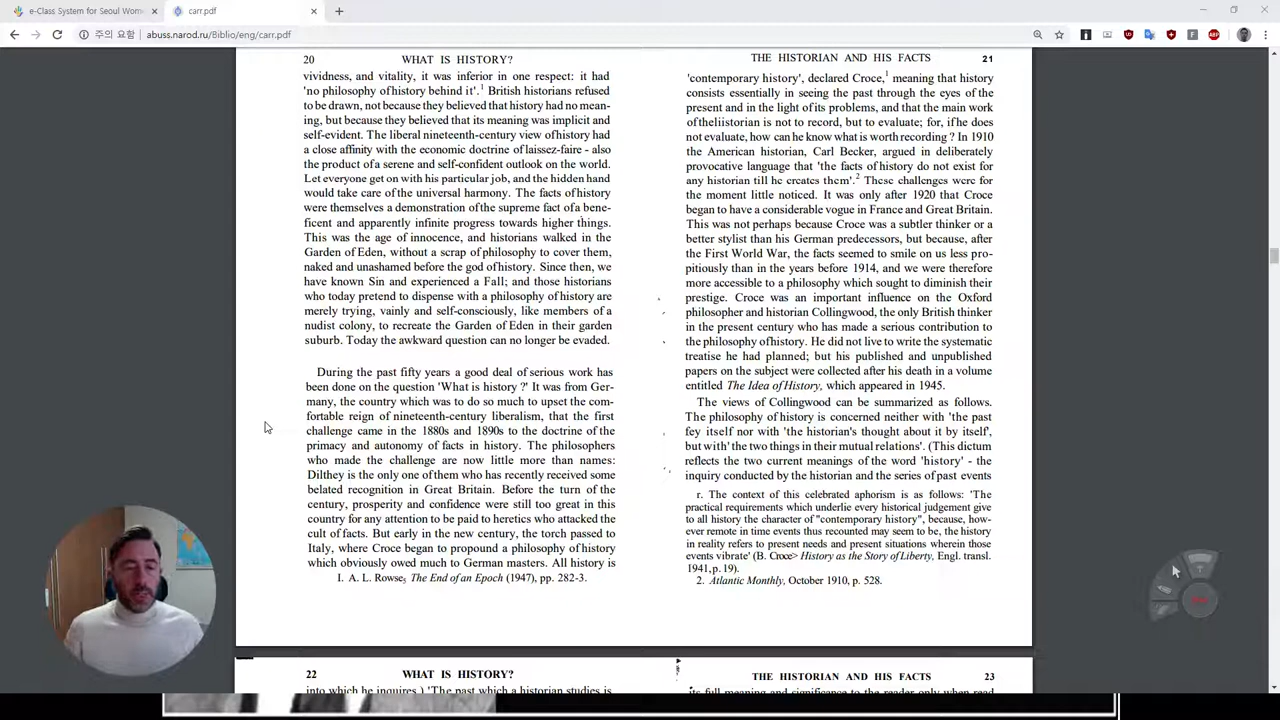 e-Class System for Seoul Wom
carr.pdf
주의 요함
abuss.narod.ru/Biblio/eng/carr.pdf
20 WHAT IS HISTORY?
vividness, and vitality, it was inferior in one respect: it had
'no philosophy of history behind it'.1 British historians refused
to be drawn, not because they believed that history had no mean-
ing, but because they believed that its meaning was implicit and
self-evident. The liberal nineteenth-century view of history had
a close affinity with the economic doctrine of laissez-faire - also
the product of a serene and self-confident outlook on the world.
Let everyone get on with his particular job, and the hidden hand
would take care of the universal harmony. The facts of history
were themselves a demonstration of the supreme fact of a bene-
ficent and apparently infinite progress towards higher things.
This was the age of innocence, and historians walked in the
Garden of Eden, without a scrap of philosophy to cover them,
naked and unashamed before the god of history. Since then, we
have known Sin and experienced a Fall; and those historians
who today pretend to dispense with a philosophy of history are
merely trying, vainly and self-consciously, like members of a
nudist colony, to recreate the Garden of Eden in their garden
suburb. Today the awkward question can no longer be evaded.
During the past fifty years a good deal of serious work has
been done on the question 'What is history ?' It was from Ger-
many, the country which was to do so much to upset the com-
fortable reign of nineteenth-century liberalism, that the first
challenge came in the 1880s and 1890s to the doctrine of the
primacy and autonomy of facts in history. The philosophers
who made the challenge are now little more than names:
Dilthey is the only one of them who has recently received some
belated recognition in Great Britain. Before the turn of the
century, prosperity and confidence were still too great in this
country for any attention to be paid to heretics who attacked the
cult of facts. But early in the new century, the torch passed to
Italy, where Croce began to propound a philosophy of history
which obviously owed much to German masters. All history is
I. A. L. Rowse, The End of an Epoch (1947), pp. 282-3.
THE HISTORIAN AND HIS FACTS 21
'contemporary history', declared Croce,1 meaning that history
consists essentially in seeing the past through the eyes of the
present and in the light of its problems, and that the main work
of theliistorian is not to record, but to evaluate; for, if he does
not evaluate, how can he know what is worth recording ? In 1910
the American historian, Carl Becker, argued in deliberately
provocative language that 'the facts of history do not exist for
any historian till he creates them'.2 These challenges were for
the moment little noticed. It was only after 1920 that Croce
began to have a considerable vogue in France and Great Britain.
This was not perhaps because Croce was a subtler thinker or a
better stylist than his German predecessors, but because, after
the First World War, the facts seemed to smile on us less pro-
pitiously than in the years before 1914, and we were therefore
more accessible to a philosophy which sought to diminish their
prestige. Croce was an important influence on the Oxford
philosopher and historian Collingwood, the only British thinker
in the present century who has made a serious contribution to
the philosophy of history. He did not live to write the systematic
treatise he had planned; but his published and unpublished
papers on the subject were collected after his death in a volume
entitled The Idea of History, which appeared in 1945.
The views of Collingwood can be summarized as follows.
The philosophy of history is concerned neither with 'the past
fey itself nor with 'the historian's thought about it by itself',
but with' the two things in their mutual relations'. (This dictum
reflects the two current meanings of the word 'history' - the
inquiry conducted by the historian and the series of past events
r. The context of this celebrated aphorism is as follows: 'The
practical requirements which underlie every historical judgement give
to all history the character of "contemporary history", because, how-
ever remote in time events thus recounted may seem to be, the history
in reality refers to present needs and present situations wherein those
events vibrate' (B. Croce> History as the Story of Liberty, Engl. transl.
1941, p. 19).
2. Atlantic Monthly, October 1910, p. 528.
22 WHAT IS HISTORY?
into which he inquires.) 'The past which a historian studies is
THE HISTORIAN AND HIS FACTS 23
its full meaning and significance to the reader only when read